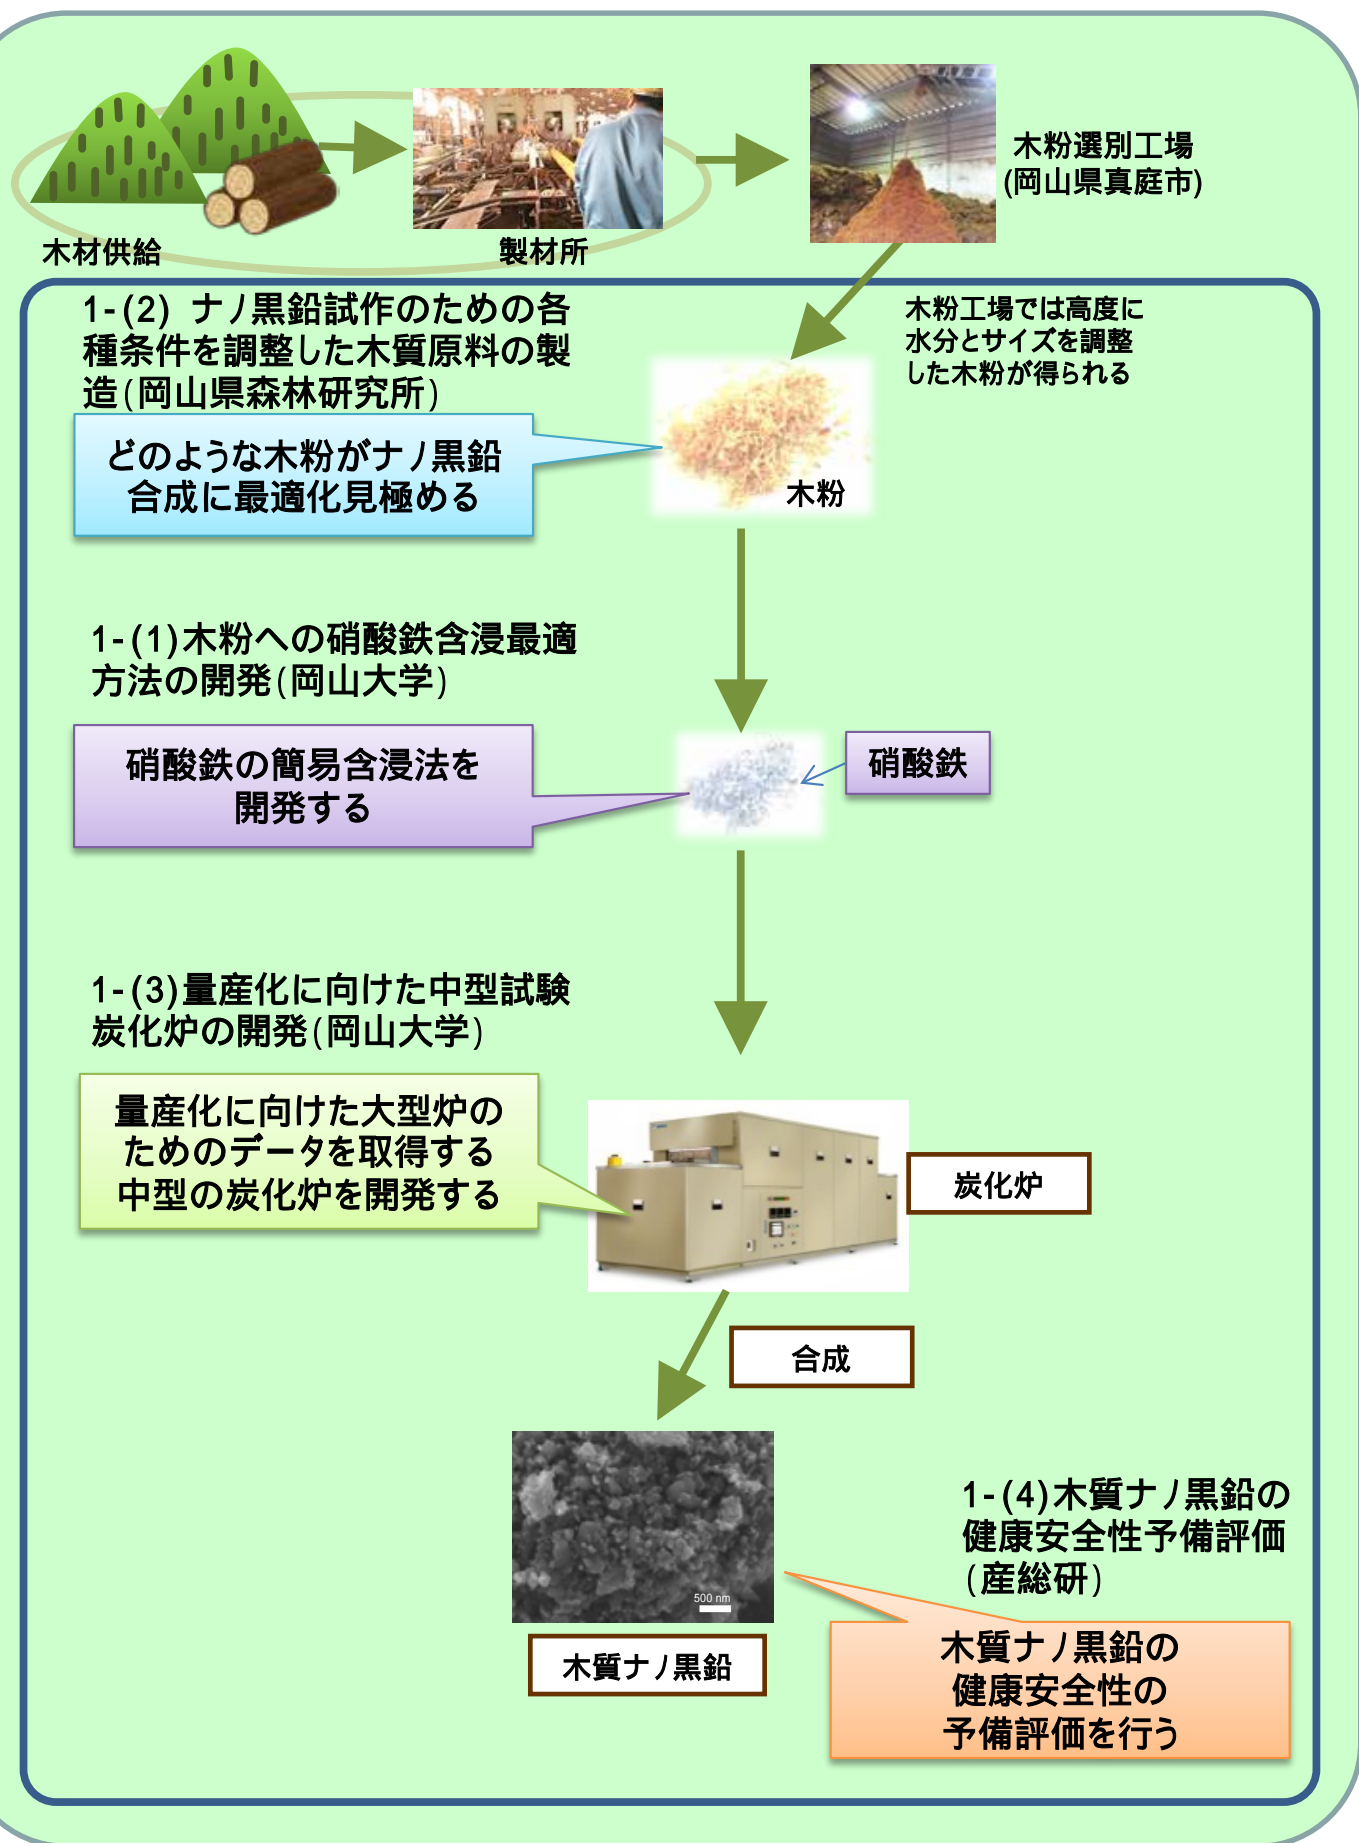 木粉選別工場
(岡山県真庭市)
木材供給
製材所
1-(2) ナノ黒鉛試作のための各
種条件を調整した木質原料の製
造(岡山県森林研究所)
木粉工場では高度に
水分とサイズを調整
した木粉が得られる
どのような木粉がナノ黒鉛
合成に最適化見極める
木粉
1-(1)木粉への硝酸鉄含浸最適
方法の開発(岡山大学)
硝酸鉄の簡易含浸法を
開発する
硝酸鉄
1-(3)量産化に向けた中型試験
炭化炉の開発(岡山大学)
量産化に向けた大型炉の
ためのデータを取得する
中型の炭化炉を開発する
炭化炉
合成
500 nm
木質ナノ黒鉛
1-(4)木質ナノ黒鉛の
健康安全性予備評価
(産総研)
木質ナノ黒鉛の
健康安全性の
予備評価を行う